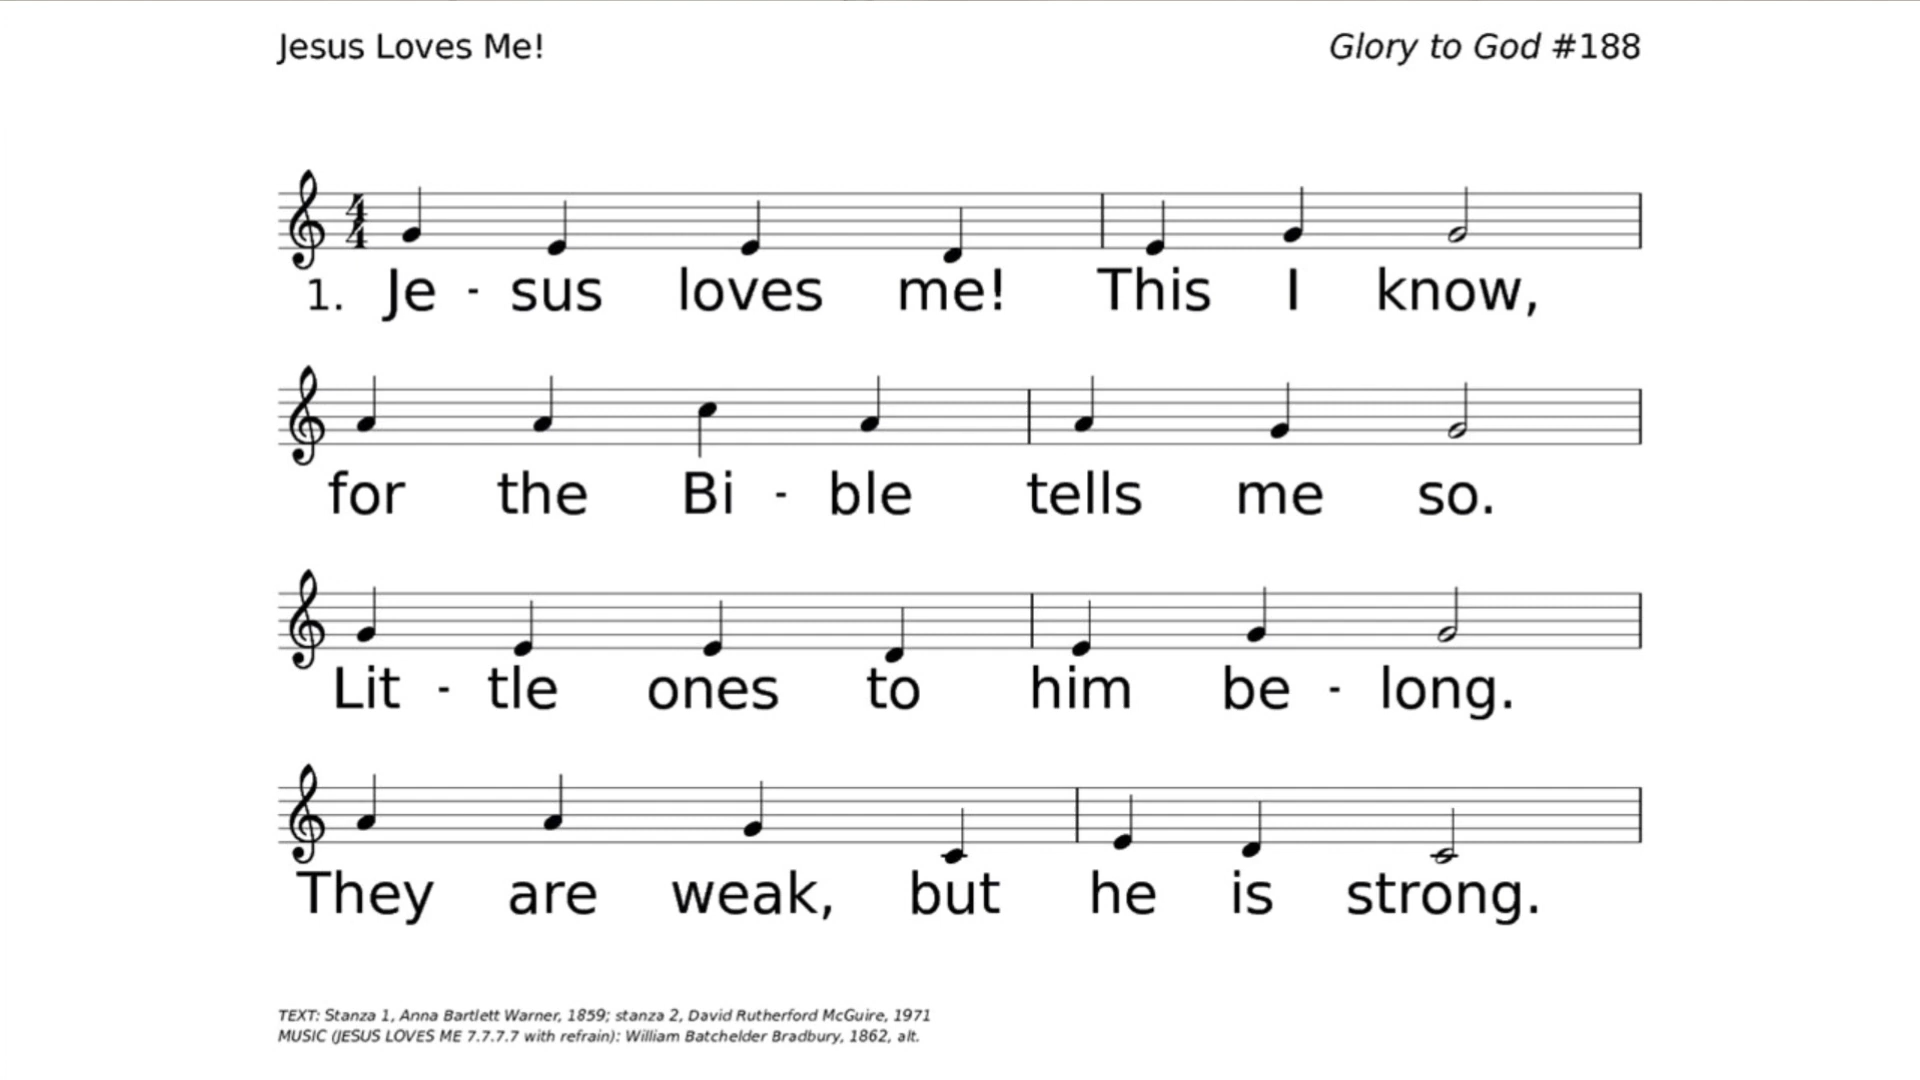 Jesus Loves Me!
Glory to God #188
4
4
1. Je - sus loves me! This I know,
for the Bi - ble tells me so.
Lit - tle ones to him be - long.
They are weak, but he is strong.
TEXT: Stanza 1, Anna Bartlett Warner, 1859; stanza 2, David Rutherford McGuire, 1971
MUSIC (JESUS LOVES ME 7.7.7.7 with refrain): William Batchelder Bradbury, 1862, alt.